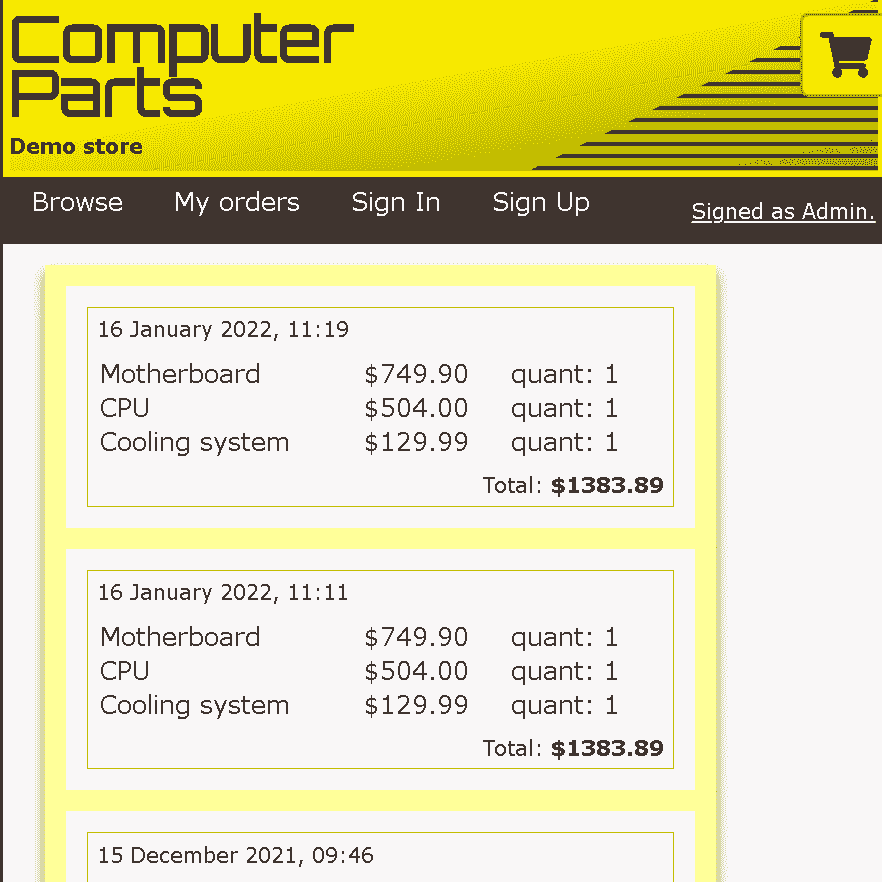 Computer
Parts
Demo store
Browse My orders Sign In Sign Up Signed as Admin.
16 January 2022, 11:19
Motherboard $749.90 quant: 1
CPU $504.00 quant: 1
Cooling system $129.99 quant: 1
Total: $1383.89
16 January 2022, 11:11
Motherboard $749.90 quant: 1
CPU $504.00 quant: 1
Cooling system $129.99 quant: 1
Total: $1383.89
15 December 2021, 09:46